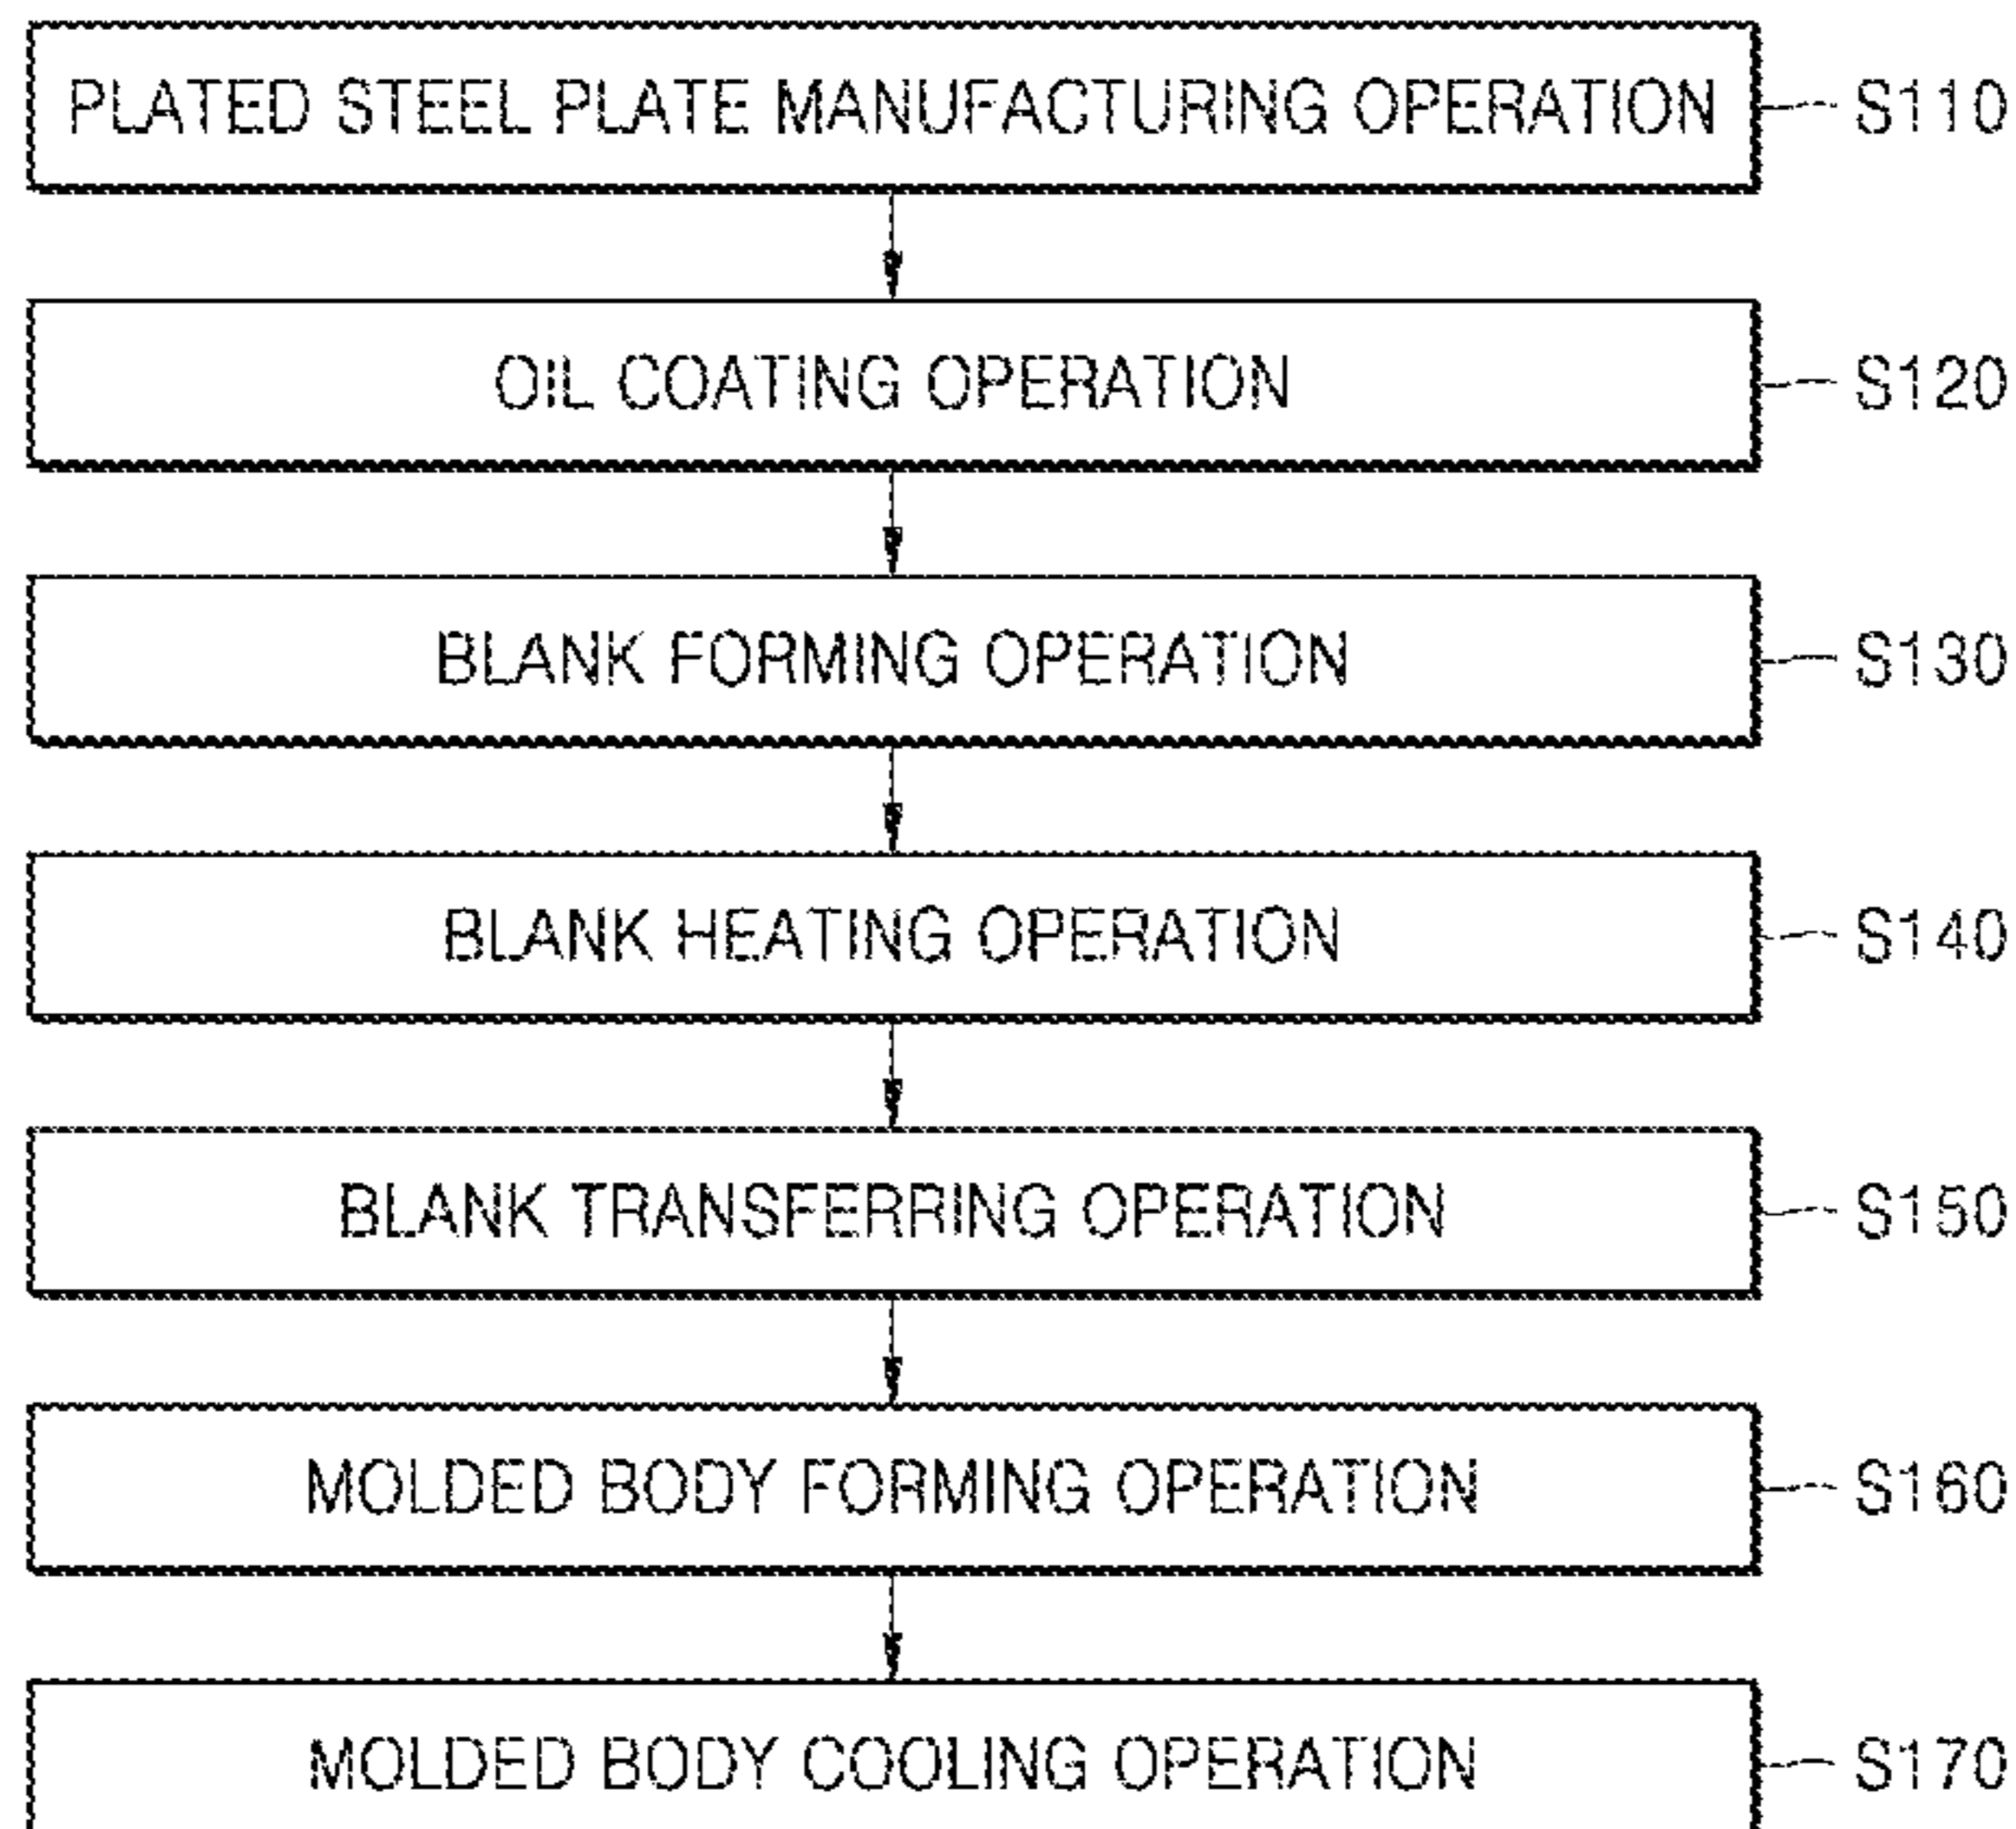 PLATED STEEL PLATE MANUFACTURING OPERATION S110
OIL COATING OPERATION S120
BLANK FORMING OPERATION S130
BLANK HEATING OPERATION S140
BLANK TRANSFERRING OPERATION S150
MOLDED BODY FORMING OPERATION S160
MOLDED BODY COOLING OPERATION S170